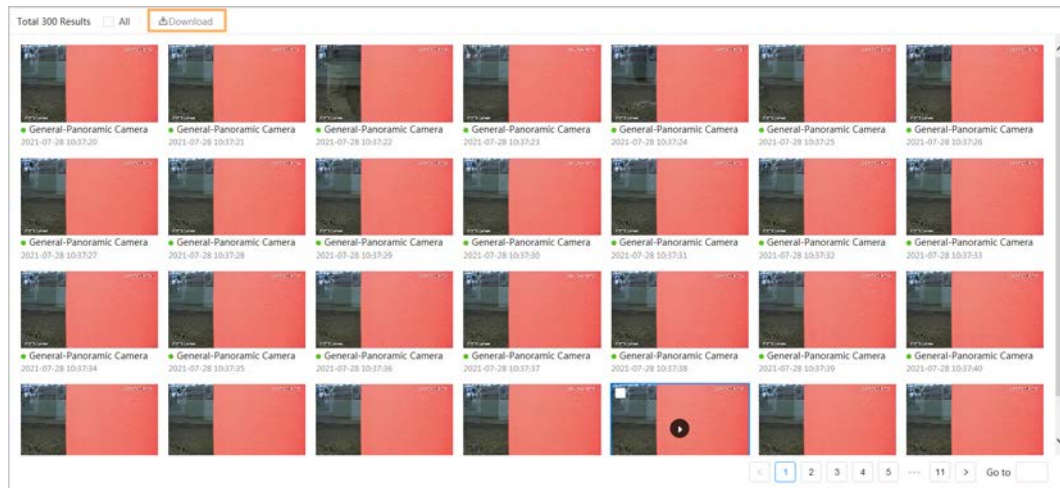 Total 300 Results All Download
General-Panoramic Camera General-Panoramic Camera General-Panoramic Camera General-Panoramic Camera General-Panoramic Camera General-Panoramic Camera General-Panoramic Camera
2021-07-28 10:37:20 2021-07-28 10:37:21 2021-07-28 10:37:22 2021-07-28 10:37:23 2021-07-28 10:37:24 2021-07-28 10:37:25 2021-07-28 10:37:26
General-Panoramic Camera General-Panoramic Camera General-Panoramic Camera General-Panoramic Camera General-Panoramic Camera General-Panoramic Camera General-Panoramic Camera
2021-07-28 10:37:27 2021-07-28 10:37:28 2021-07-28 10:37:29 2021-07-28 10:37:30 2021-07-28 10:37:31 2021-07-28 10:37:32 2021-07-28 10:37:33
General-Panoramic Camera General-Panoramic Camera General-Panoramic Camera General-Panoramic Camera General-Panoramic Camera General-Panoramic Camera General-Panoramic Camera
2021-07-28 10:37:34 2021-07-28 10:37:35 2021-07-28 10:37:36 2021-07-28 10:37:37 2021-07-28 10:37:38 2021-07-28 10:37:39 2021-07-28 10:37:40
< 1 2 3 4 5 ··· 11 > Go to